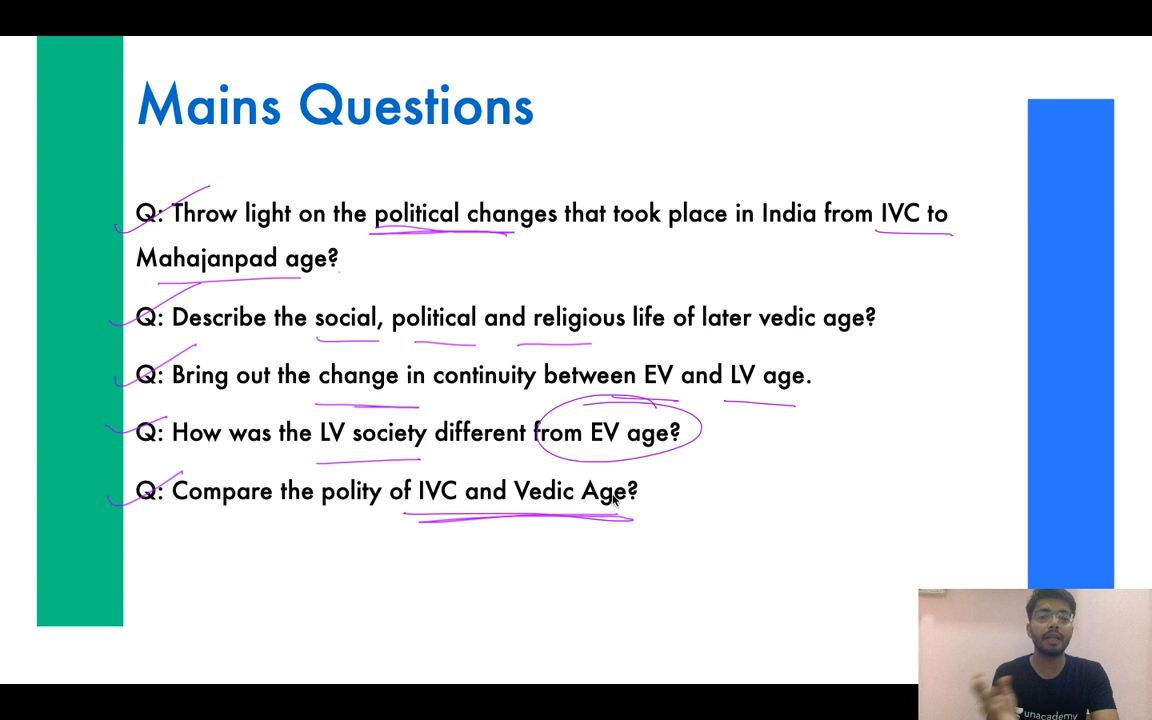 Mains Questions
Q: Throw light on the political changes that took place in India from IVC to
Mahajanpad age?
Q: Describe the social, political and religious life of later vedic age?
Q: Bring out the change in continuity between EV and LV age.
Q: How was the LV society different from EV age?
Q: Compare the polity of IVC and Vedic Age?
unacademy